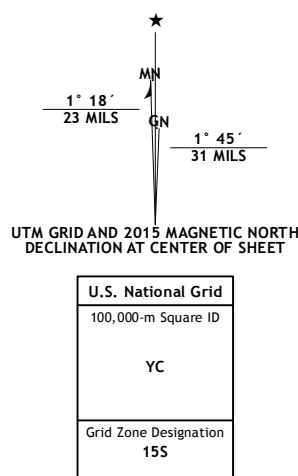 MN
1° 18´
23 MILS
GN
1° 45´
31 MILS
UTM GRID AND 2015 MAGNETIC NORTH
DECLINATION AT CENTER OF SHEET
U.S. National Grid
100,000-m Square ID
YC
Grid Zone Designation
15S